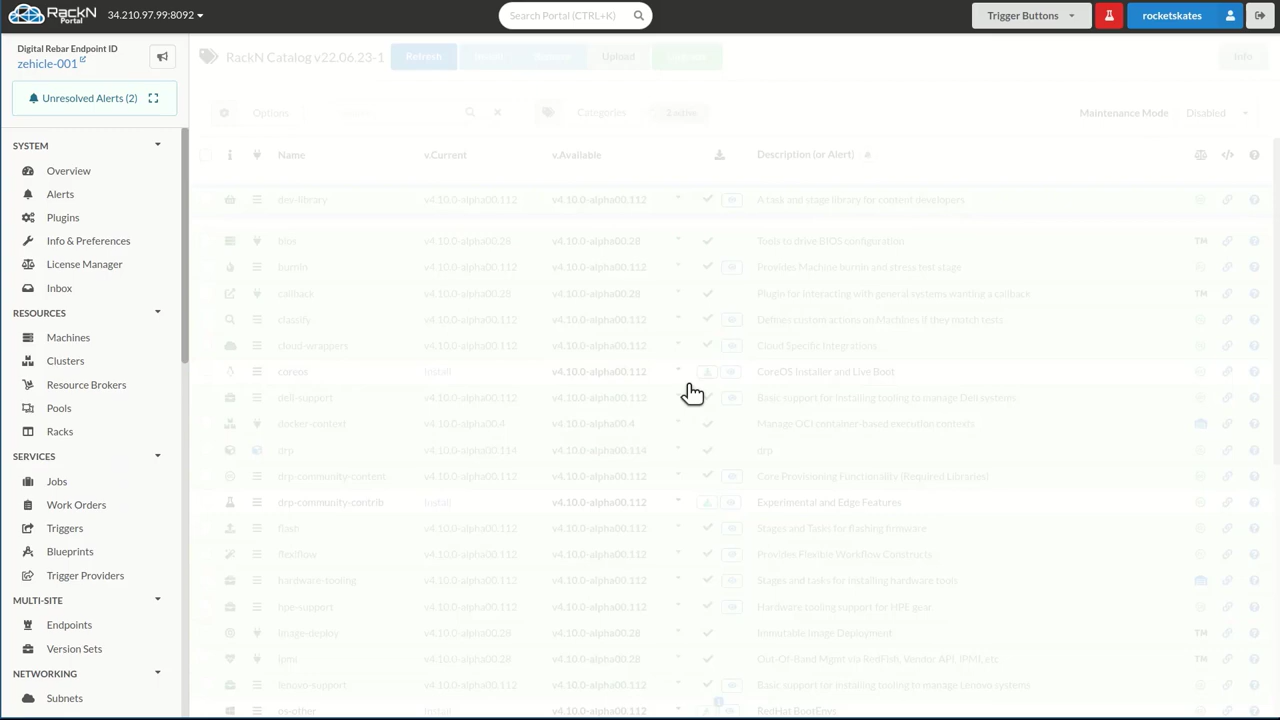 RACKN
PORTAL
34.210.97.99:8092
Search Portal (CTRL+K)
Trigger Buttons
rocketskates
Digital Rebar Endpoint ID
zehicle-001
Unresolved Alerts (2)
SYSTEM
Overview
Alerts
Plugins
Info & Preferences
License Manager
Inbox
RESOURCES
Machines
Clusters
Resource Brokers
Pools
Racks
SERVICES
Jobs
Work Orders
Triggers
Blueprints
Trigger Providers
MULTI-SITE
Endpoints
Version Sets
NETWORKING
Subnets
RackN Catalog v22.06.23-1
Refresh
Upload
Info
Options
Categories
2 active
Maintenance Mode
Disabled
Name v.Current v.Available Description (or Alert)
dev-library v4.10.0-alpha00.112 v4.10.0-alpha00.112 A task and stage library for content developers
bios v4.10.0-alpha00.28 v4.10.0-alpha00.28 Tools to drive BIOS configuration TM
burnin v4.10.0-alpha00.112 v4.10.0-alpha00.112 Provides Machine burnin and stress test stage
callback v4.10.0-alpha00.28 v4.10.0-alpha00.28 Plugin for Interacting with general systems wanting a callback TM
classify v4.10.0-alpha00.112 v4.10.0-alpha00.112 Defines custom actions on Machines if they match tests
cloud-wrappers v4.10.0-alpha00.112 v4.10.0-alpha00.112 Cloud Specific Integrations
coreos Install v4.10.0-alpha00.112 CoreOS Installer and Live Boot
dell-support v4.10.0-alpha00.112 v4.10.0-alpha00.112 Basic support for installing tooling to manage Dell systems
docker-context v4.10.0-alpha00.4 v4.10.0-alpha00.4 Manage OCI container-based execution contexts
drp v4.10.0-alpha00.114 v4.10.0-alpha00.114 drp
drp-community-content v4.10.0-alpha00.112 v4.10.0-alpha00.112 Core Provisioning Functionality (Required Libraries)
drp-community-contrib Install v4.10.0-alpha00.112 Experimental and Edge Features
flash v4.10.0-alpha00.112 v4.10.0-alpha00.112 Stages and Tasks for flashing firmware
flexiflow v4.10.0-alpha00.112 v4.10.0-alpha00.112 Provides Flexible Workflow Constructs
hardware-tooling v4.10.0-alpha00.112 v4.10.0-alpha00.112 Stages and tasks for installing hardware tools
hpe-support v4.10.0-alpha00.112 v4.10.0-alpha00.112 Hardware tooling support for HPE gear
image-deploy v4.10.0-alpha00.28 v4.10.0-alpha00.28 Immutable Image Deployment TM
ipmi v4.10.0-alpha00.28 v4.10.0-alpha00.28 Out-Of-Band Mgmt via RedFish, Vendor API, IPMI, etc TM
lenovo-support v4.10.0-alpha00.112 v4.10.0-alpha00.112 Basic support for installing tooling to manage Lenovo systems
os-other Install v4.10.0-alpha00.112 RedHat BootEnvs